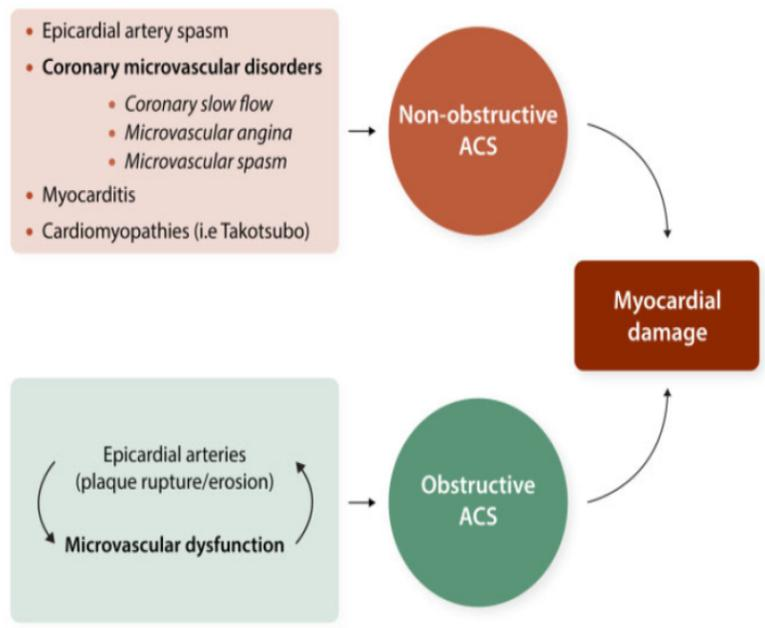 • Epicardial artery spasm
• Coronary microvascular disorders
• Coronary slow flow
• Microvascular angina
• Microvascular spasm
• Myocarditis
• Cardiomyopathies (i.e Takotsubo)
Non-obstructive
ACS
Myocardial
damage
Epicardial arteries
(plaque rupture/erosion)
Microvascular dysfunction
Obstructive
ACS